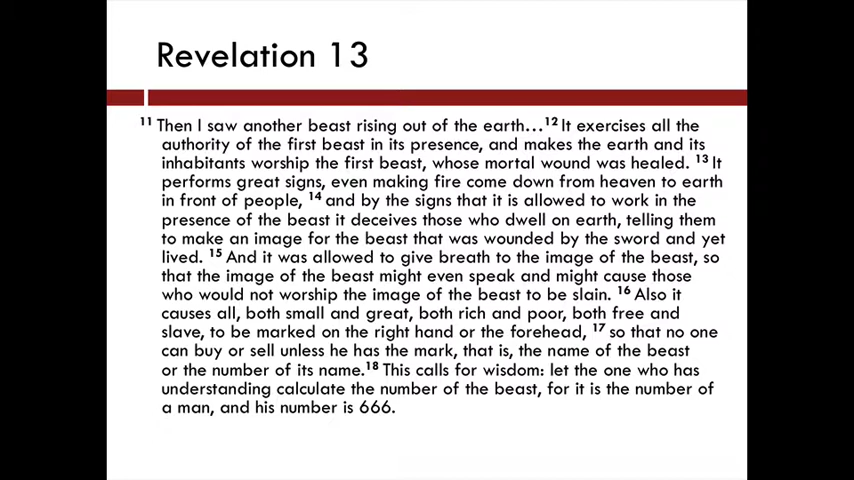 Revelation 13
11 Then I saw another beast rising out of the earth…12 It exercises all the
authority of the first beast in its presence, and makes the earth and its
inhabitants worship the first beast, whose mortal wound was healed. 13 It
performs great signs, even making fire come down from heaven to earth
in front of people, 14 and by the signs that it is allowed to work in the
presence of the beast it deceives those who dwell on earth, telling them
to make an image for the beast that was wounded by the sword and yet
lived. 15 And it was allowed to give breath to the image of the beast, so
that the image of the beast might even speak and might cause those
who would not worship the image of the beast to be slain. 16 Also it
causes all, both small and great, both rich and poor, both free and
slave, to be marked on the right hand or the forehead, 17 so that no one
can buy or sell unless he has the mark, that is, the name of the beast
or the number of its name.18 This calls for wisdom: let the one who has
understanding calculate the number of the beast, for it is the number of
a man, and his number is 666.